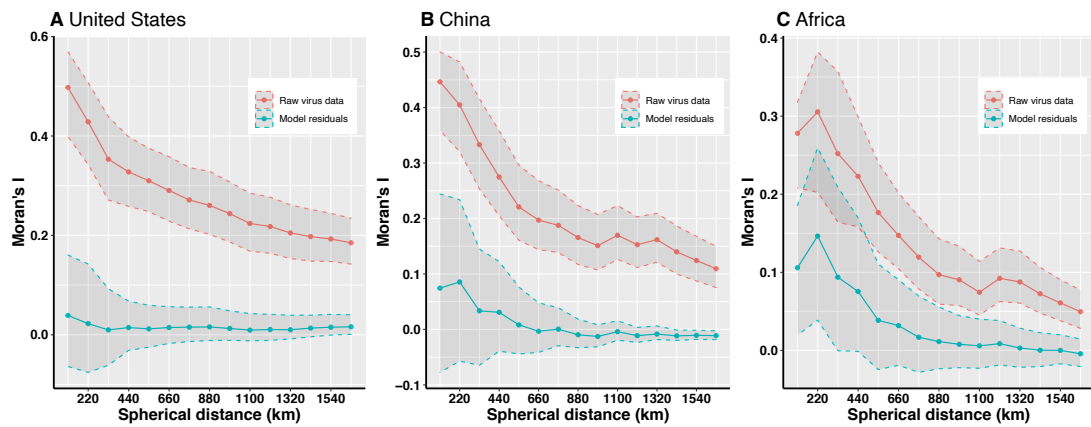 A United States
0.6
0.4
0.2
0.0
Moran's I
Raw virus data
Model residuals
220 440 660 880 1100 1320 1540
Spherical distance (km)
B China
0.5
0.4
0.3
0.2
0.1
0.0
−0.1
Moran's I
Raw virus data
Model residuals
220 440 660 880 1100 1320 1540
Spherical distance (km)
C Africa
0.4
0.3
0.2
0.1
0.0
Moran's I
Raw virus data
Model residuals
220 440 660 880 1100 1320 1540
Spherical distance (km)